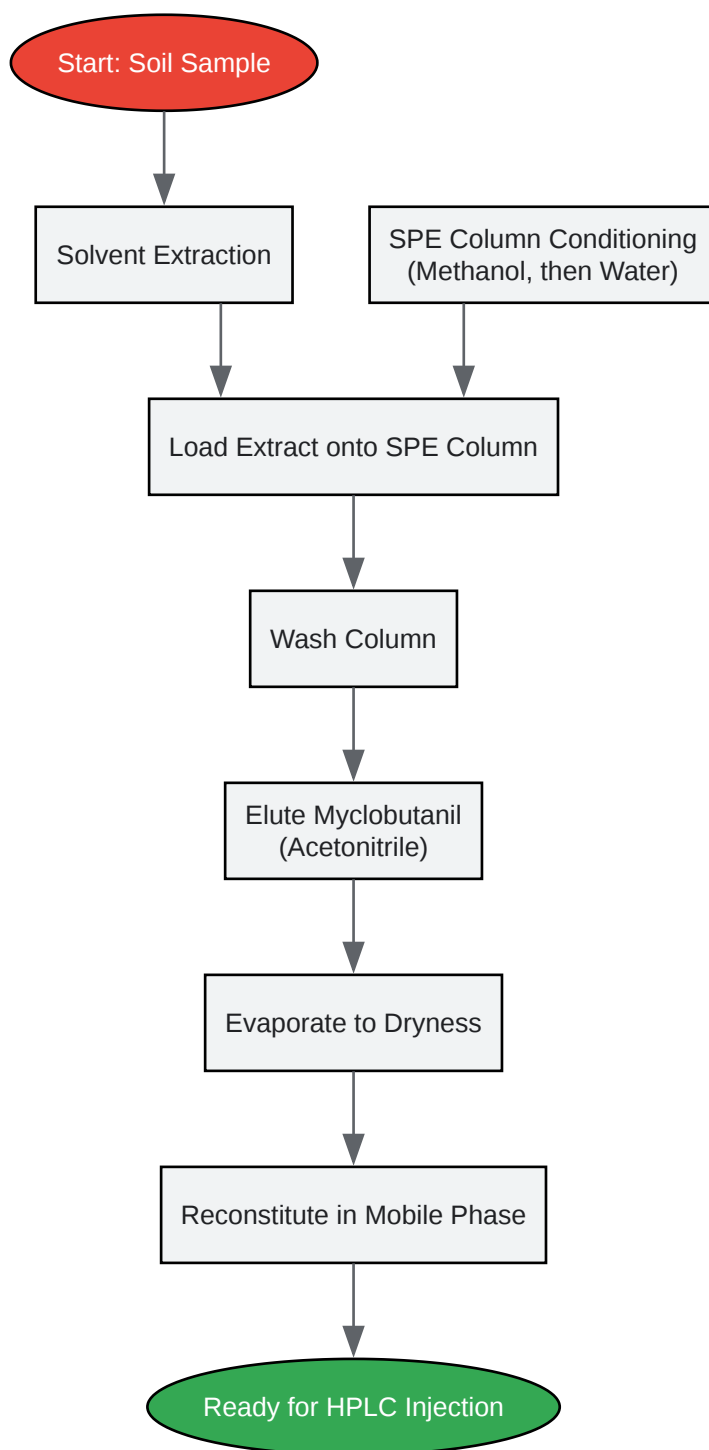 Start: Soil Sample
Solvent Extraction
SPE Column Conditioning
(Methanol, then Water)
Load Extract onto SPE Column
Wash Column
Elute Myclobutanil
(Acetonitrile)
Evaporate to Dryness
Reconstitute in Mobile Phase
Ready for HPLC Injection